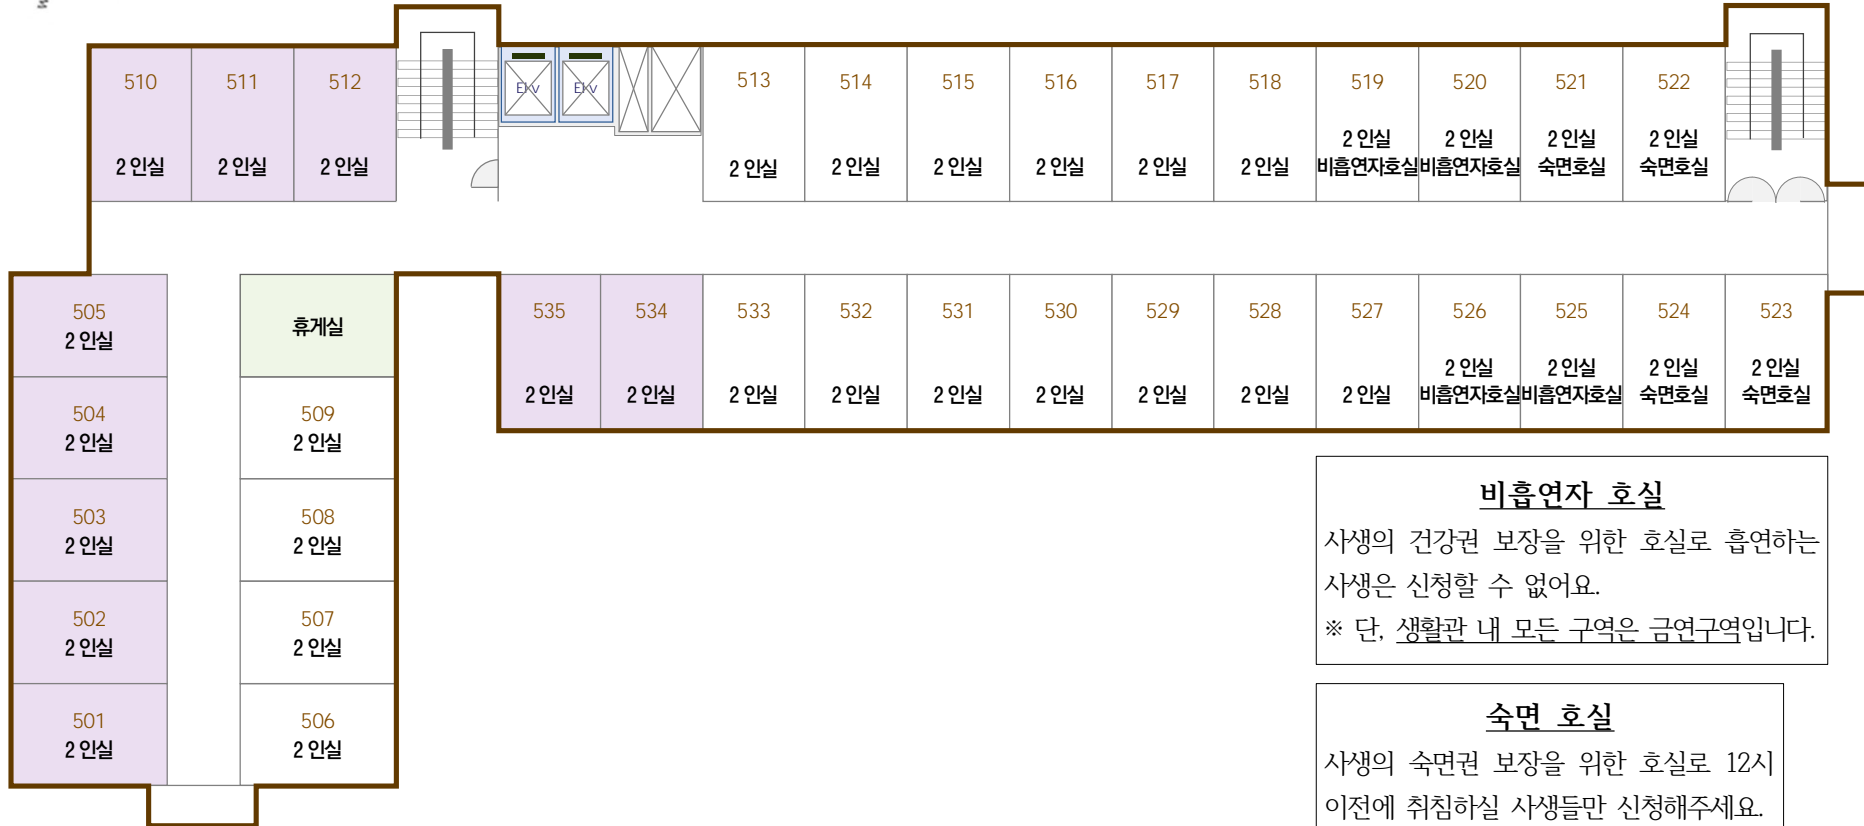 510
2인실
511
2인실
512
2인실
513
2인실
514
2인실
515
2인실
516
2인실
517
2인실
518
2인실
519
2인실
비흡연자호실
520
2인실
비흡연자호실
521
2인실
숙면호실
522
2인실
숙면호실
505
2인실
504
2인실
503
2인실
502
2인실
501
2인실
휴게실
509
2인실
508
2인실
507
2인실
506
2인실
535
2인실
534
2인실
533
2인실
532
2인실
531
2인실
530
2인실
529
2인실
528
2인실
527
2인실
526
2인실
비흡연자호실
525
2인실
비흡연자호실
524
2인실
숙면호실
523
2인실
숙면호실
비흡연자 호실
사생의 건강권 보장을 위한 호실로 흡연하는
사생은 신청할 수 없어요.
※ 단, 생활관 내 모든 구역은 금연구역입니다.
숙면 호실
사생의 숙면권 보장을 위한 호실로 12시
이전에 취침하실 사생들만 신청해주세요.